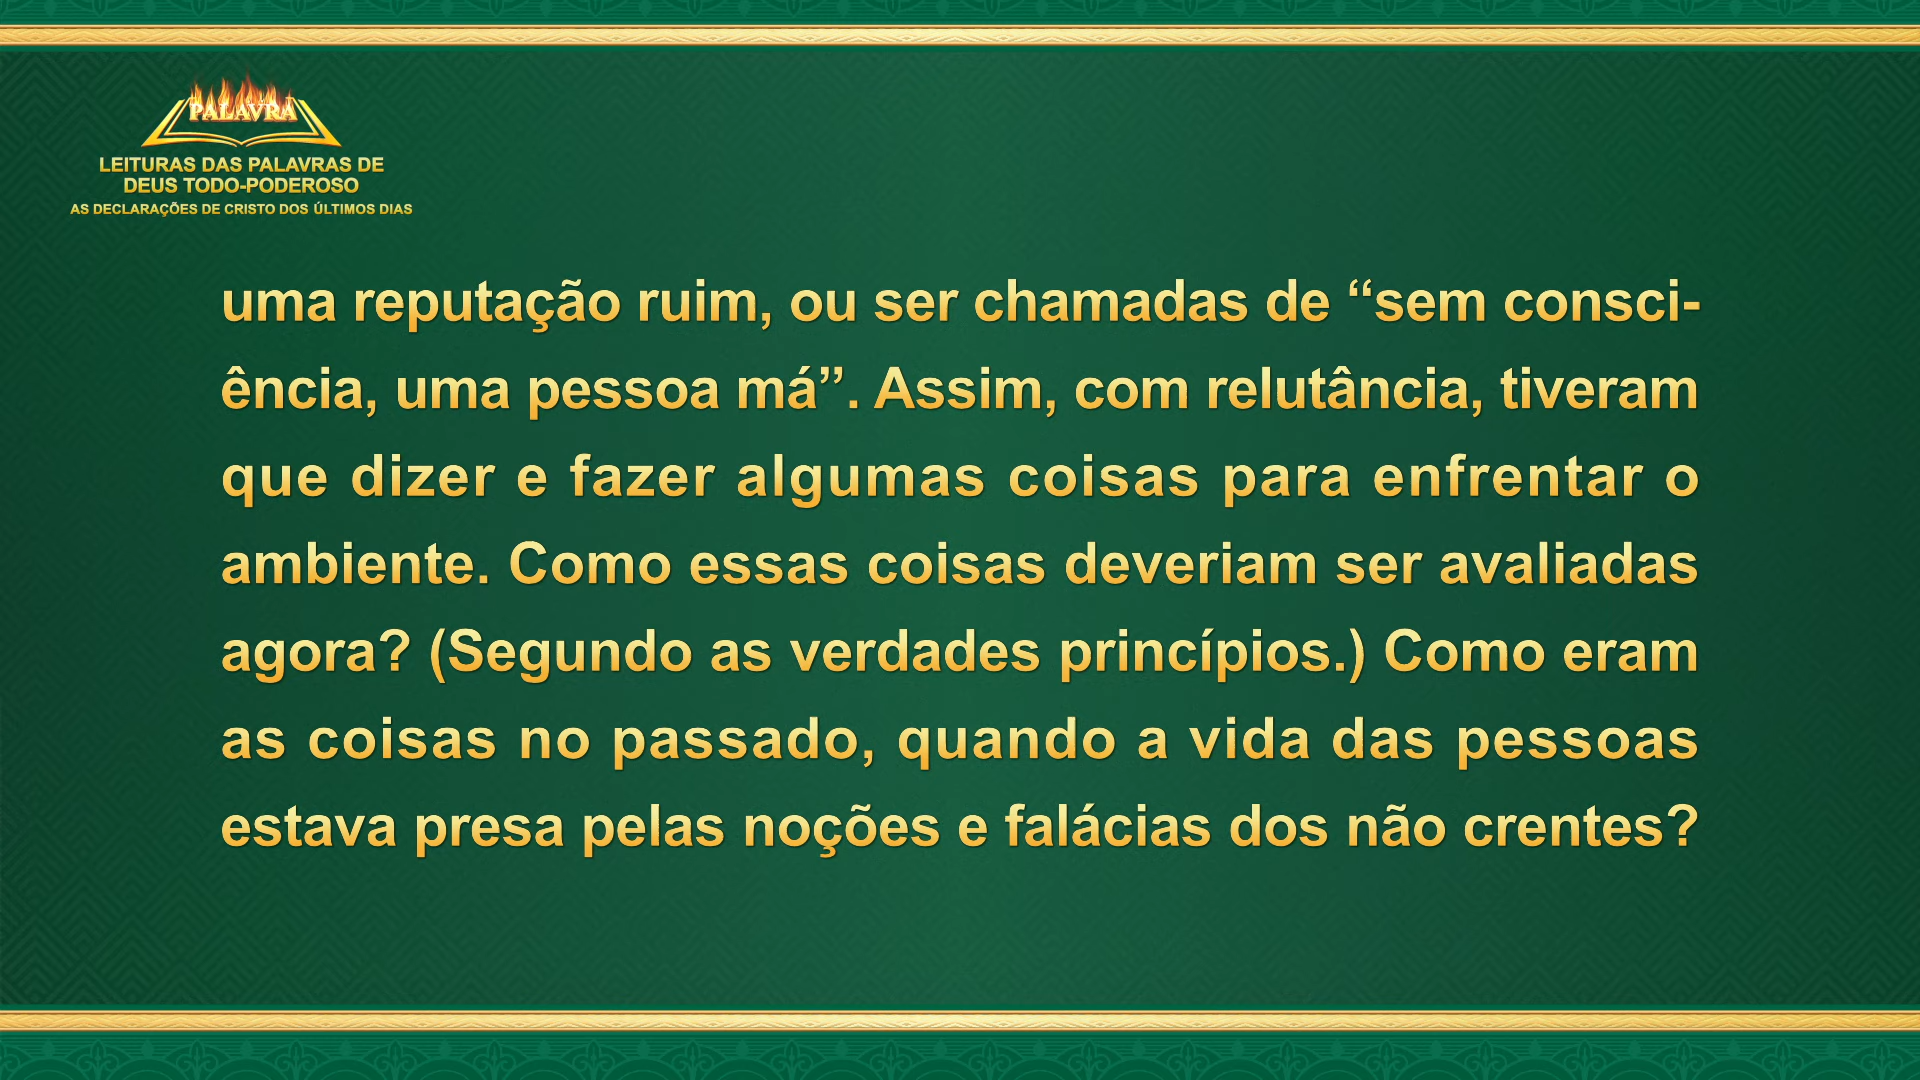 PALAVRA
LEITURAS DAS PALAVRAS DE
DEUS TODO-PODEROSO
AS DECLARAÇÕES DE CRISTO DOS ÚLTIMOS DIAS
uma reputação ruim, ou ser chamadas de “sem consci-
ência, uma pessoa má”. Assim, com relutância, tiveram
que dizer e fazer algumas coisas para enfrentar o
ambiente. Como essas coisas deveriam ser avaliadas
agora? (Segundo as verdades princípios.) Como eram
as coisas no passado, quando a vida das pessoas
estava presa pelas noções e falácias dos não crentes?